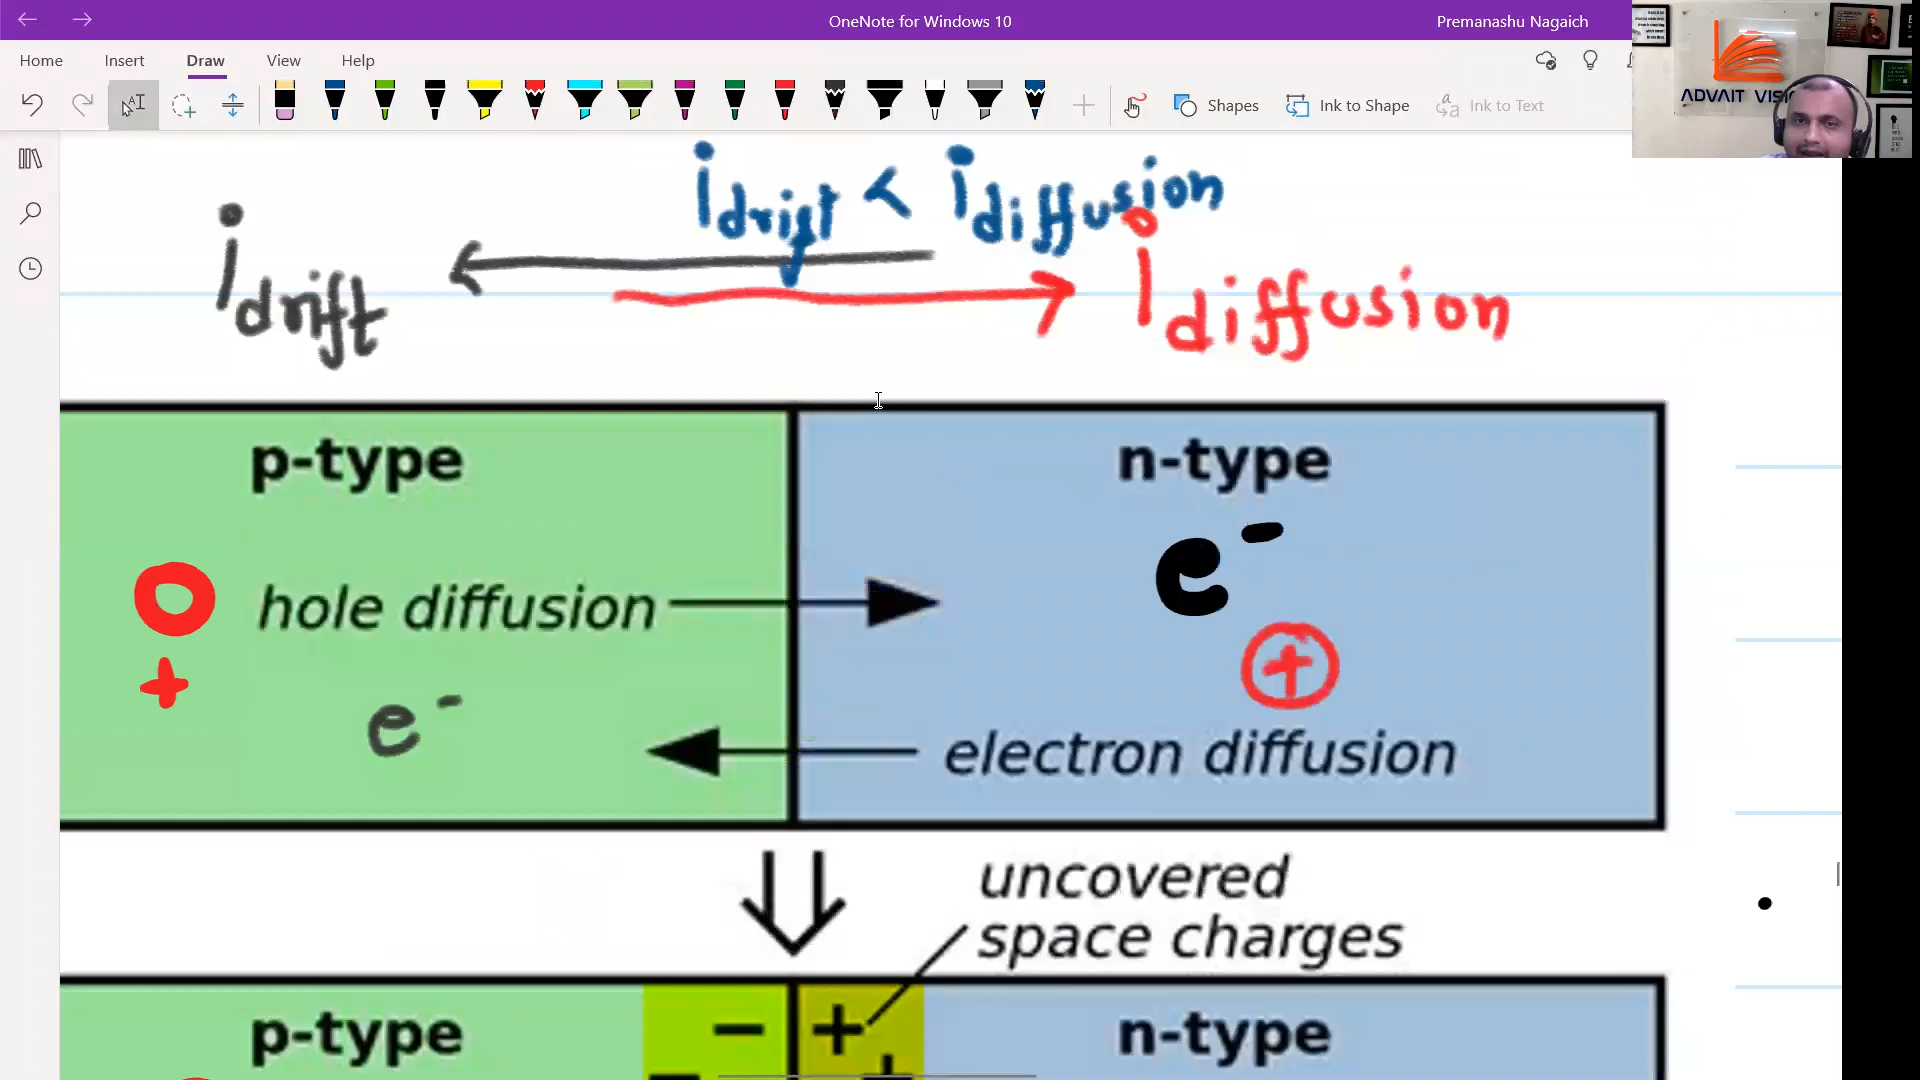 OneNote for Windows 10
Premanashu Nagaich
Home Insert Draw View Help
Shapes Ink to Shape Ink to Text
ADVAIT VISI
idrift < idiffusion
idrift
idiffusion
p-type n-type
e-
O hole diffusion
+
+
e-
electron diffusion
uncovered
space charges
p-type - + n-type
- +